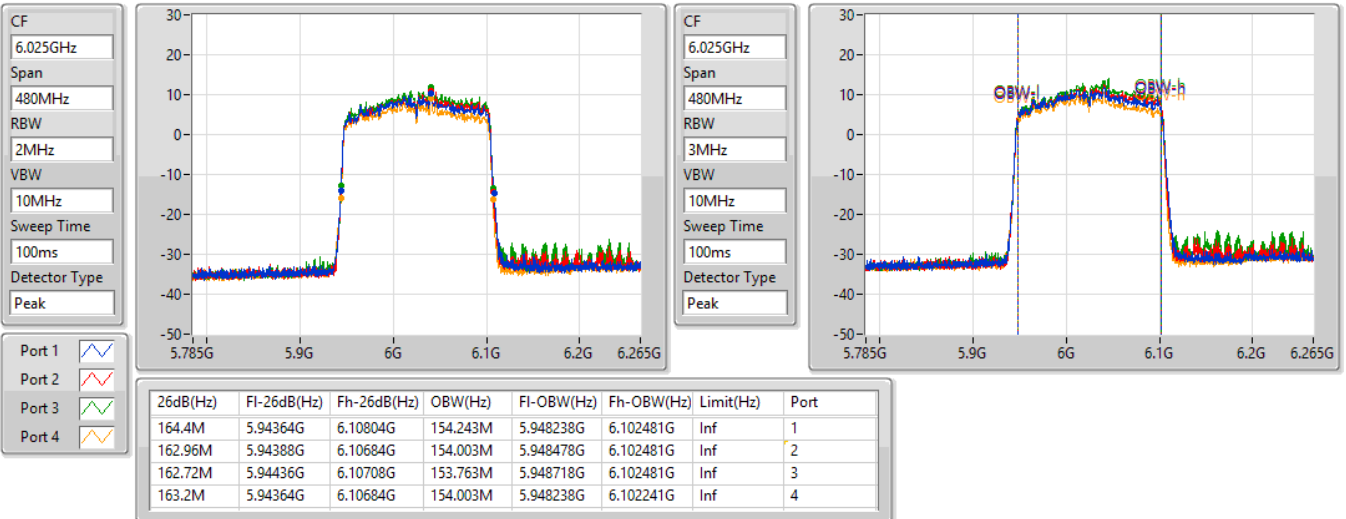 CF
6.025GHz
Span
480MHz
RBW
2MHz
VBW
10MHz
Sweep Time
100ms
Detector Type
Peak
30
20
10
0
-10
-20
-30
-40
-50
5.785G 5.9G 6G 6.1G 6.2G 6.265G
CF
6.025GHz
Span
480MHz
RBW
3MHz
VBW
10MHz
Sweep Time
100ms
Detector Type
Peak
30
20
10
0
-10
-20
-30
-40
-50
OBW-l OBW-h
5.785G 5.9G 6G 6.1G 6.2G 6.265G
Port 1
Port 2
Port 3
Port 4
26dB(Hz) Fl-26dB(Hz) Fh-26dB(Hz) OBW(Hz) Fl-OBW(Hz) Fh-OBW(Hz) Limit(Hz) Port
164.4M 5.94364G 6.10804G 154.243M 5.948238G 6.102481G Inf 1
162.96M 5.94388G 6.10684G 154.003M 5.948478G 6.102481G Inf 2
162.72M 5.94436G 6.10708G 153.763M 5.948718G 6.102481G Inf 3
163.2M 5.94364G 6.10684G 154.003M 5.948238G 6.102241G Inf 4